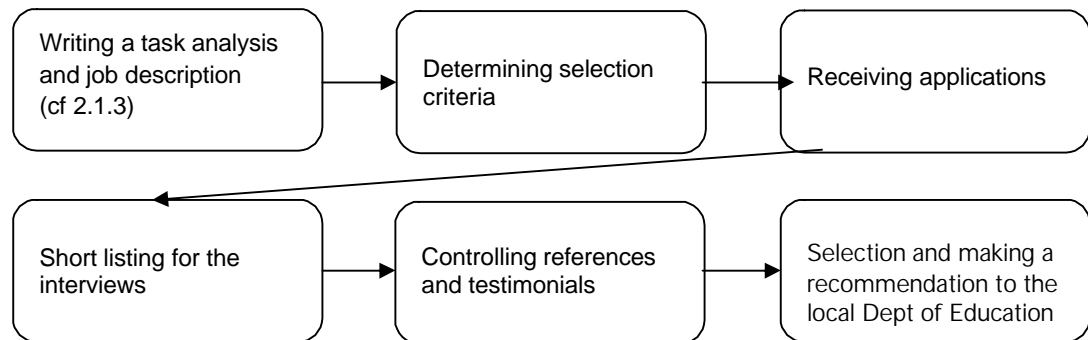 Writing a task analysis
and job description
(cf 2.1.3)
Determining selection
criteria
Receiving applications
Short listing for the
interviews
Controlling references
and testimonials
Selection and making a
recommendation to the
local Dept of Education